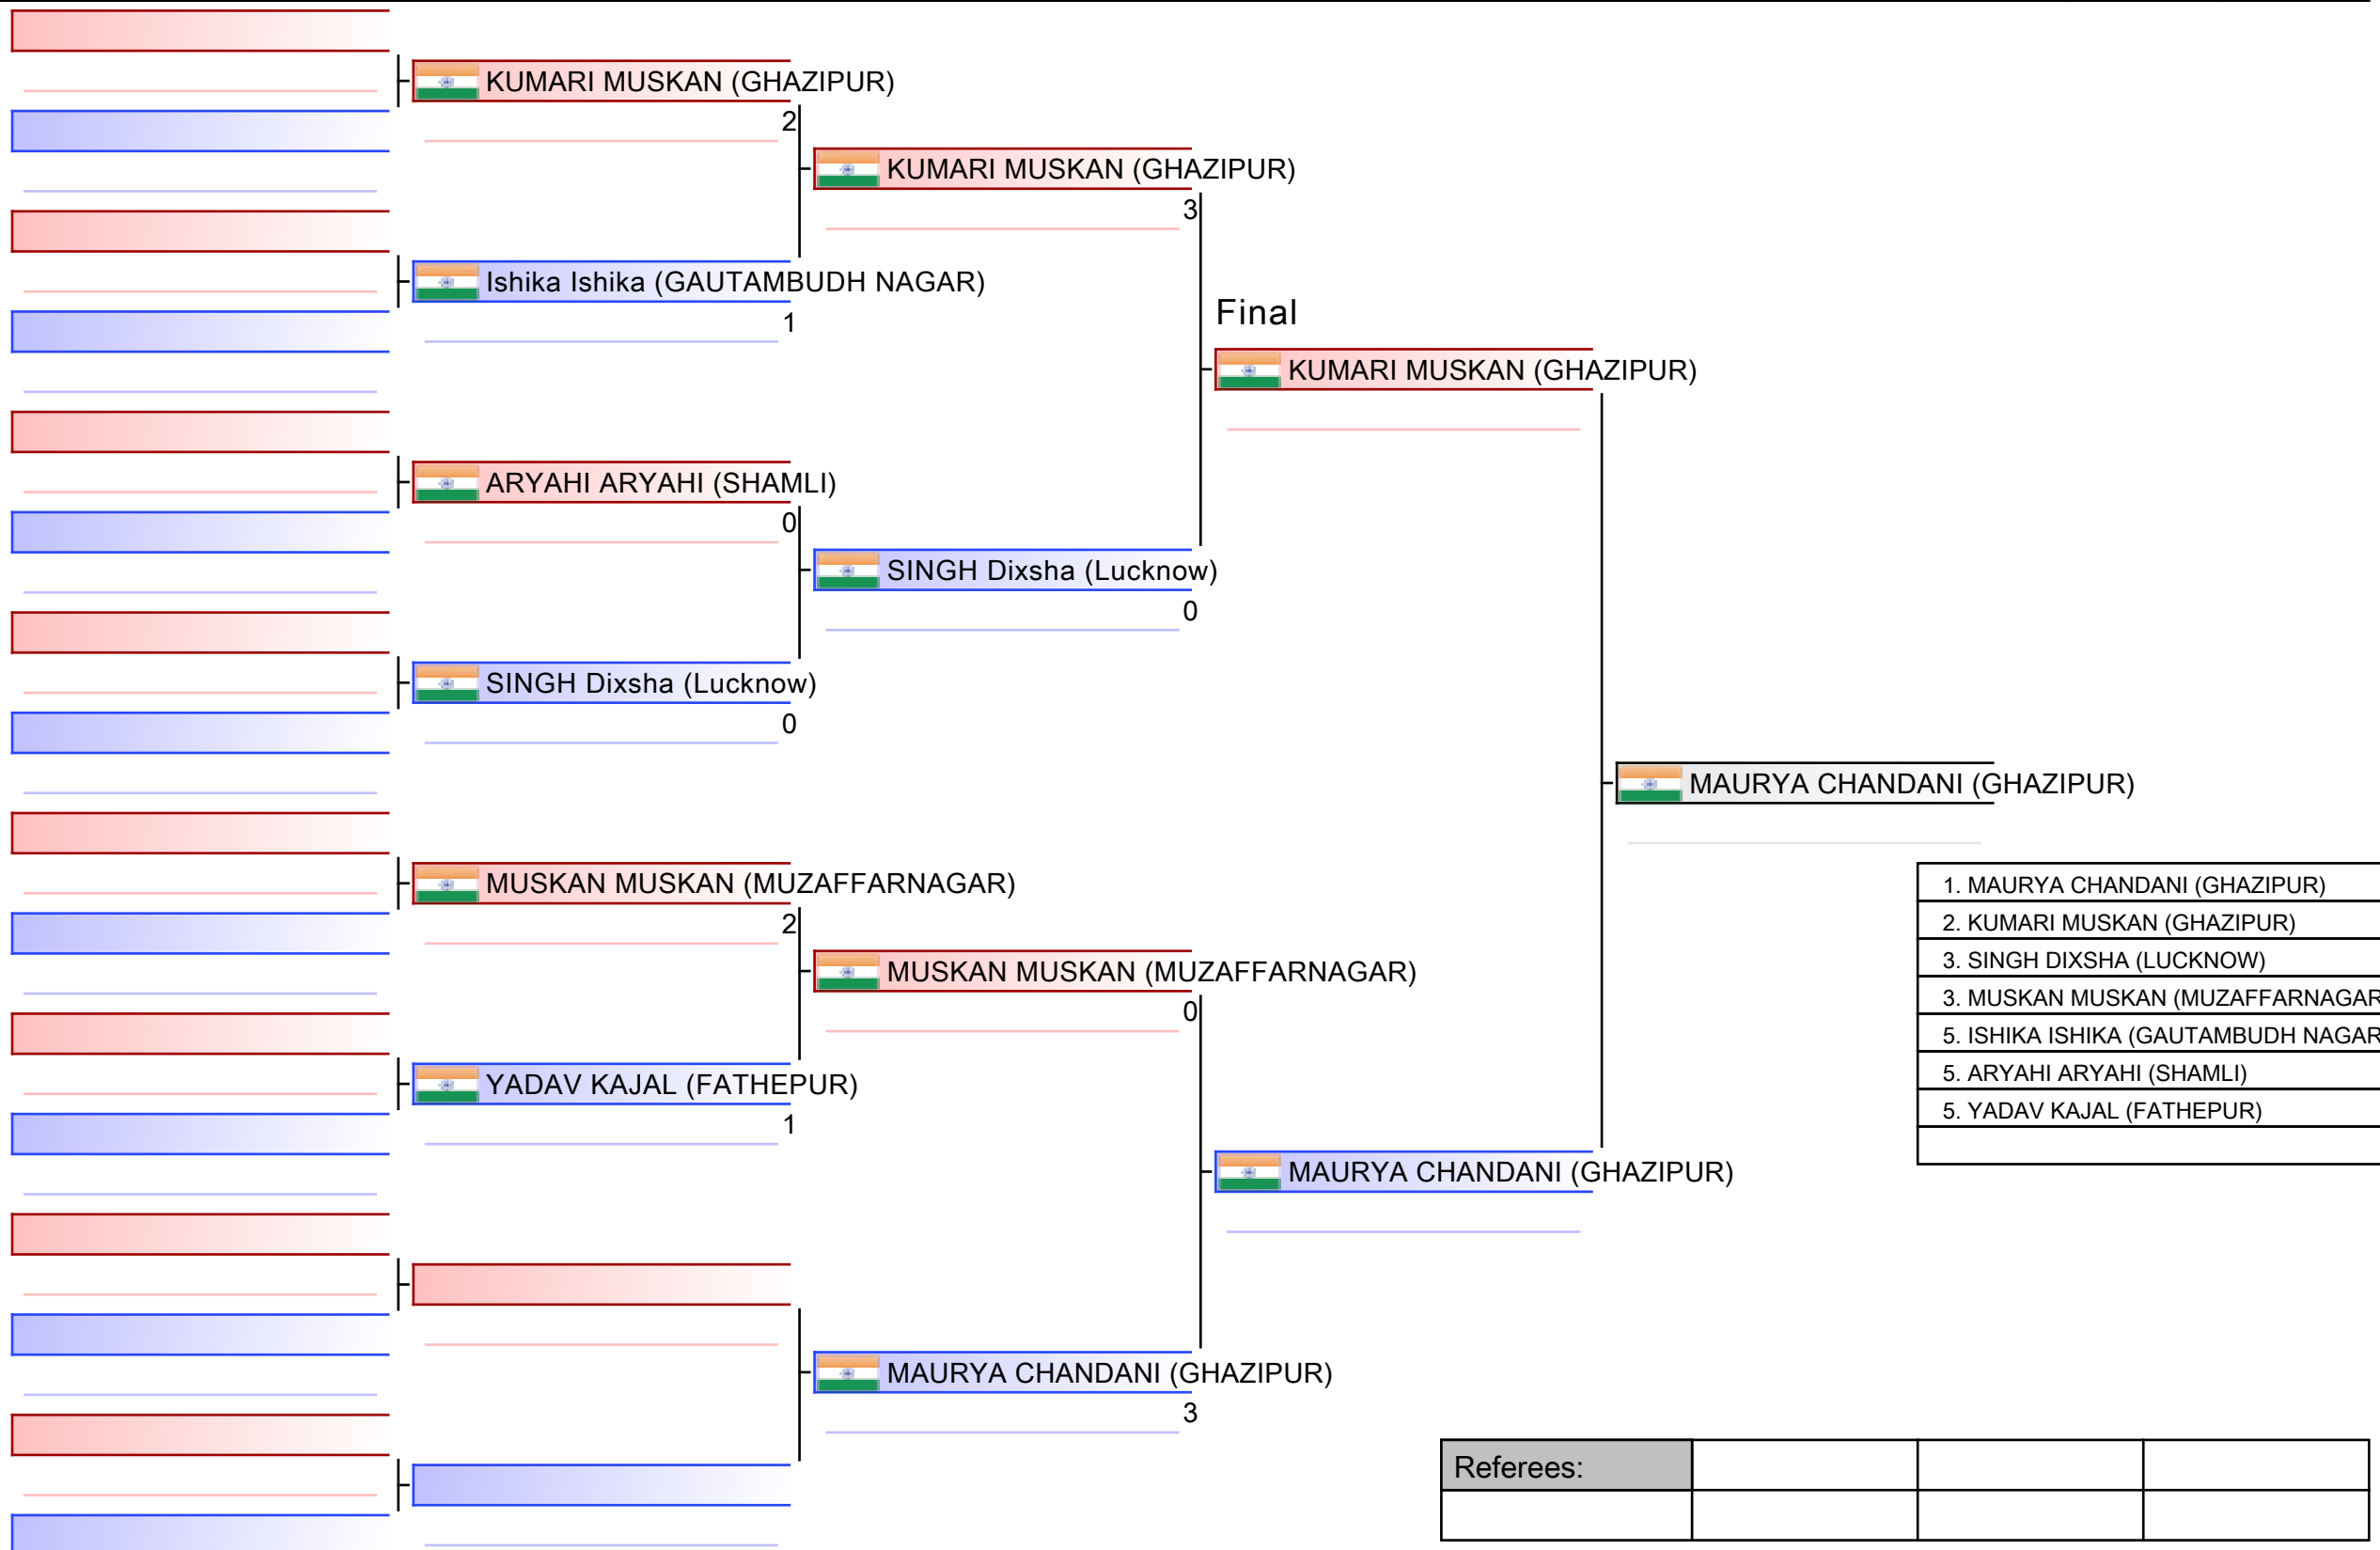 KUMARI MUSKAN (GHAZIPUR)
2
KUMARI MUSKAN (GHAZIPUR)
3
Ishika Ishika (GAUTAMBUDH NAGAR)
1
Final
KUMARI MUSKAN (GHAZIPUR)
ARYAHI ARYAHI (SHAMLI)
0
SINGH Dixsha (Lucknow)
0
SINGH Dixsha (Lucknow)
0
MAURYA CHANDANI (GHAZIPUR)
MUSKAN MUSKAN (MUZAFFARNAGAR)
2
MUSKAN MUSKAN (MUZAFFARNAGAR)
0
YADAV KAJAL (FATHEPUR)
1
MAURYA CHANDANI (GHAZIPUR)
MAURYA CHANDANI (GHAZIPUR)
3
1. MAURYA CHANDANI (GHAZIPUR)
2. KUMARI MUSKAN (GHAZIPUR)
3. SINGH DIXSHA (LUCKNOW)
3. MUSKAN MUSKAN (MUZAFFARNAGAR
5. ISHIKA ISHIKA (GAUTAMBUDH NAGAR
5. ARYAHI ARYAHI (SHAMLI)
5. YADAV KAJAL (FATHEPUR)
Referees: